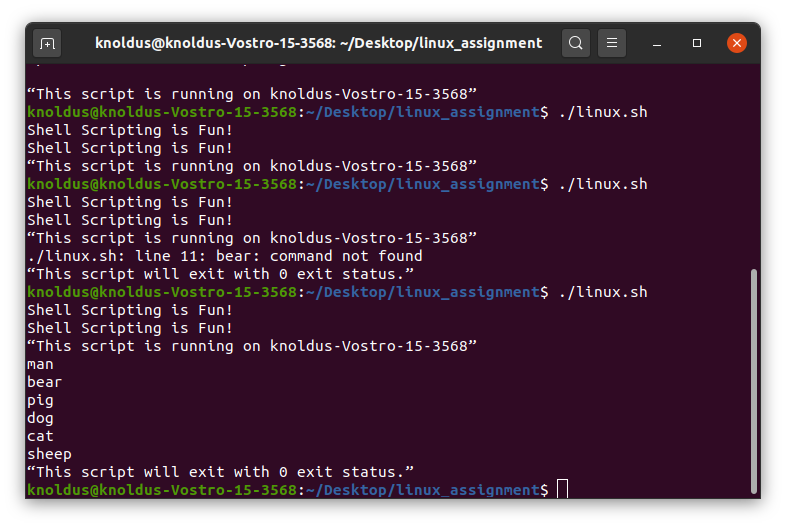 knoldus@knoldus-Vostro-15-3568: ~/Desktop/linux_assignment
“This script is running on knoldus-Vostro-15-3568”
knoldus@knoldus-Vostro-15-3568:~/Desktop/linux_assignment$ ./linux.sh
Shell Scripting is Fun!
Shell Scripting is Fun!
“This script is running on knoldus-Vostro-15-3568”
knoldus@knoldus-Vostro-15-3568:~/Desktop/linux_assignment$ ./linux.sh
Shell Scripting is Fun!
Shell Scripting is Fun!
“This script is running on knoldus-Vostro-15-3568”
./linux.sh: line 11: bear: command not found
“This script will exit with 0 exit status.”
knoldus@knoldus-Vostro-15-3568:~/Desktop/linux_assignment$ ./linux.sh
Shell Scripting is Fun!
Shell Scripting is Fun!
“This script is running on knoldus-Vostro-15-3568”
man
bear
pig
dog
cat
sheep
“This script will exit with 0 exit status.”
knoldus@knoldus-Vostro-15-3568:~/Desktop/linux_assignment$